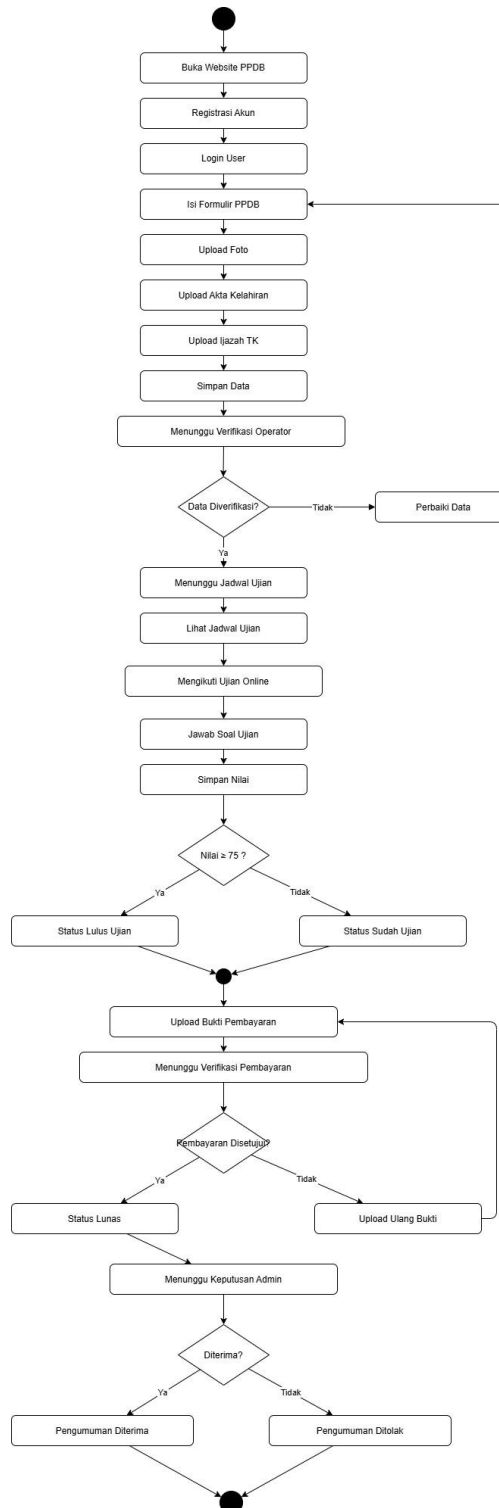 Buka Website PPDB
Registrasi Akun
Login User
Isi Formulir PPDB
Upload Foto
Upload Akta Kelahiran
Upload Ijazah TK
Simpan Data
Menunggu Verifikasi Operator
Data Diverifikasi?
Tidak
Perbaiki Data
Ya
Menunggu Jadwal Ujian
Lihat Jadwal Ujian
Mengikuti Ujian Online
Jawab Soal Ujian
Simpan Nilai
Nilai ≥ 75 ?
Ya
Tidak
Status Lulus Ujian
Status Sudah Ujian
Upload Bukti Pembayaran
Menunggu Verifikasi Pembayaran
Pembayaran Disetujui?
Ya
Tidak
Status Lunas
Upload Ulang Bukti
Menunggu Keputusan Admin
Diterima?
Ya
Tidak
Pengumuman Diterima
Pengumuman Ditolak